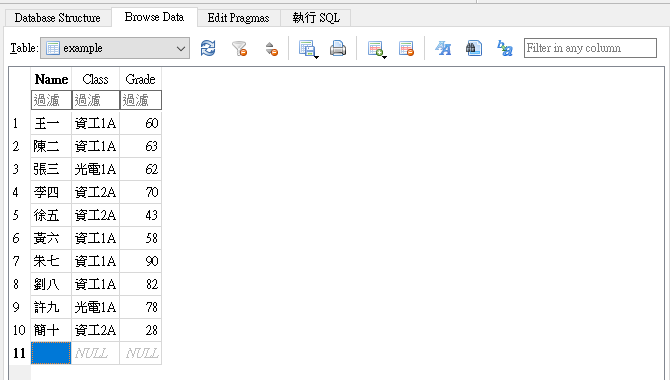 Database Structure Browse Data Edit Pragmas 執行 SQL
Table: example Filter in any column
Name Class Grade
過濾 過濾 過濾
1 王一 資工1A 60
2 陳二 資工1A 63
3 張三 光電1A 62
4 李四 資工2A 70
5 徐五 資工2A 43
6 黃六 資工1A 58
7 朱七 資工1A 90
8 劉八 資工1A 82
9 許九 光電1A 78
10 簡十 資工2A 28
11 NULL NULL